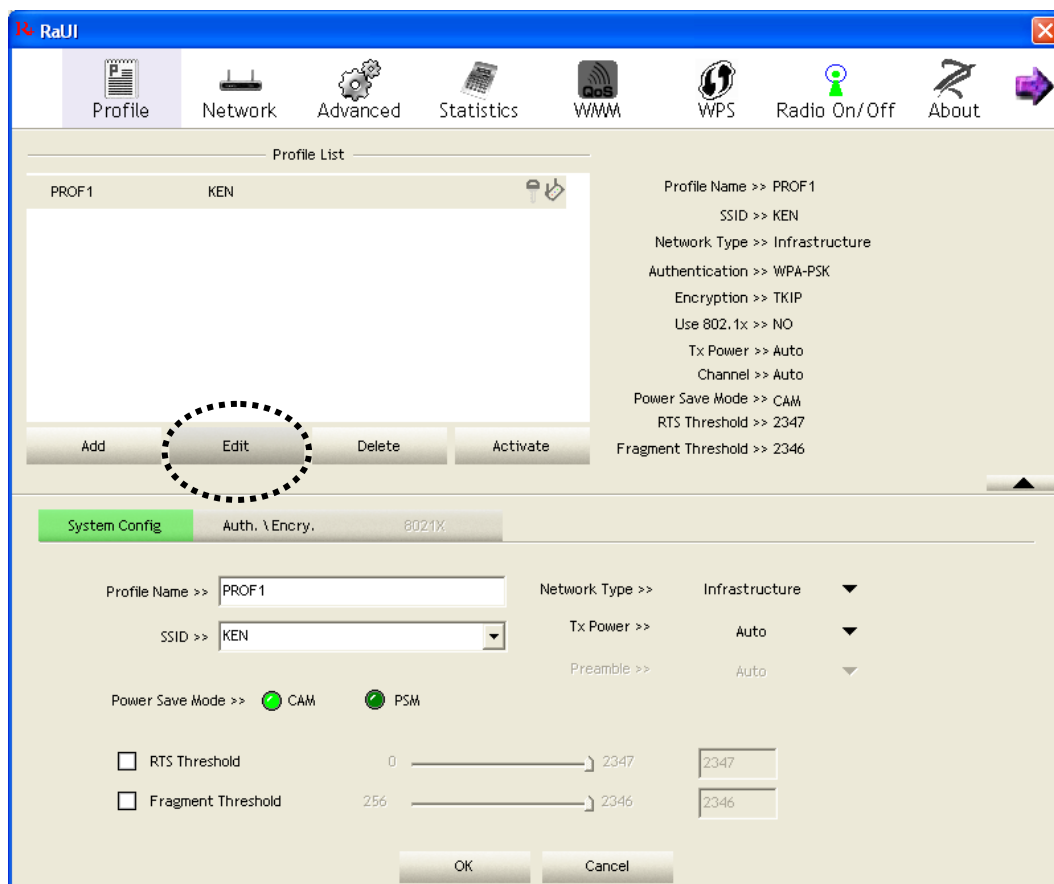 RaUI
Profile Network Advanced Statistics QoS WMM WPS Radio On/Off About
Profile List
PROF1 KEN
Add Edit Delete Activate
Profile Name >> PROF1
SSID >> KEN
Network Type >> Infrastructure
Authentication >> WPA-PSK
Encryption >> TKIP
Use 802.1x >> NO
Tx Power >> Auto
Channel >> Auto
Power Save Mode >> CAM
RTS Threshold >> 2347
Fragment Threshold >> 2346
System Config Auth. \ Encry. 8021X
Profile Name >> PROF1
SSID >> KEN
Power Save Mode >> CAM PSM
Network Type >> Infrastructure
Tx Power >> Auto
Preamble >> Auto
RTS Threshold 0 2347 2347
Fragment Threshold 256 2346 2346
OK Cancel